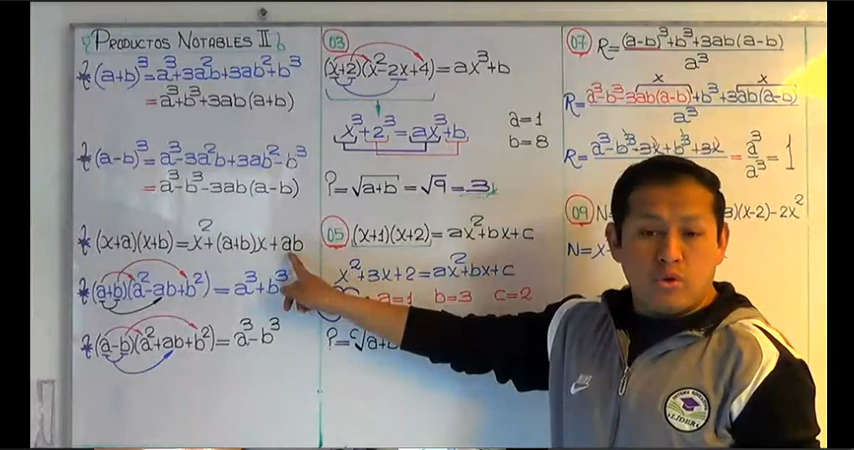 PRODUCTOS NOTABLES II
* (a+b)³=a³+3a²b+3ab²+b³
=a³+b³+3ab(a+b)
* (a-b)³=a³-3a²b+3ab²-b³
=a³-b³-3ab(a-b)
* (x+a)(x+b)=x²+(a+b)x+ab
* (a+b)(a²-ab+b²)=a³+b³
* (a-b)(a²+ab+b²)=a³-b³
03
(x+2)(x²-2x+4)=ax³+b
x³+2³=ax³+b
a=1
b=8
P=√a+b=√9=3
05 (x+1)(x+2)=ax²+bx+c
x²+3x+2=ax²+bx+c
a=1 b=3 c=2
07 R=(a-b)³+b³+3ab(a-b)
a³
x x
R=a³-b³-3ab(a-b)+b³+3ab(a-b)
a³
R=a³-b³-3x+b³+3x=a³/a³=1
a³
09 N=
)(x-2)-2x²
N=x
LÍDER